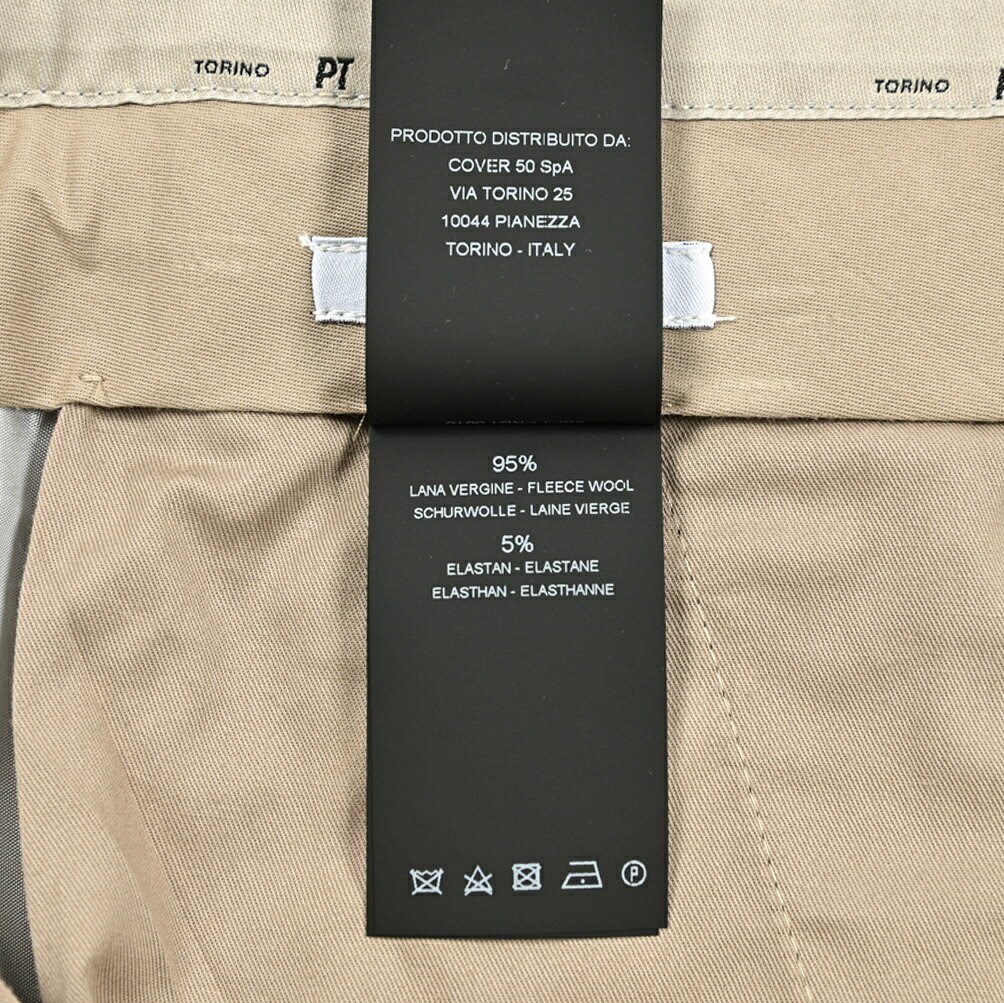 TORINO PT TORINO
PRODOTTO DISTRIBUITO DA:
COVER 50 SpA
VIA TORINO 25
10044 PIANEZZA
TORINO - ITALY
95%
LANA VERGINE - FLEECE WOOL
SCHURWOLLE - LAINE VIERGE
5%
ELASTAN - ELASTANE
ELASTHAN - ELASTHANNE
P